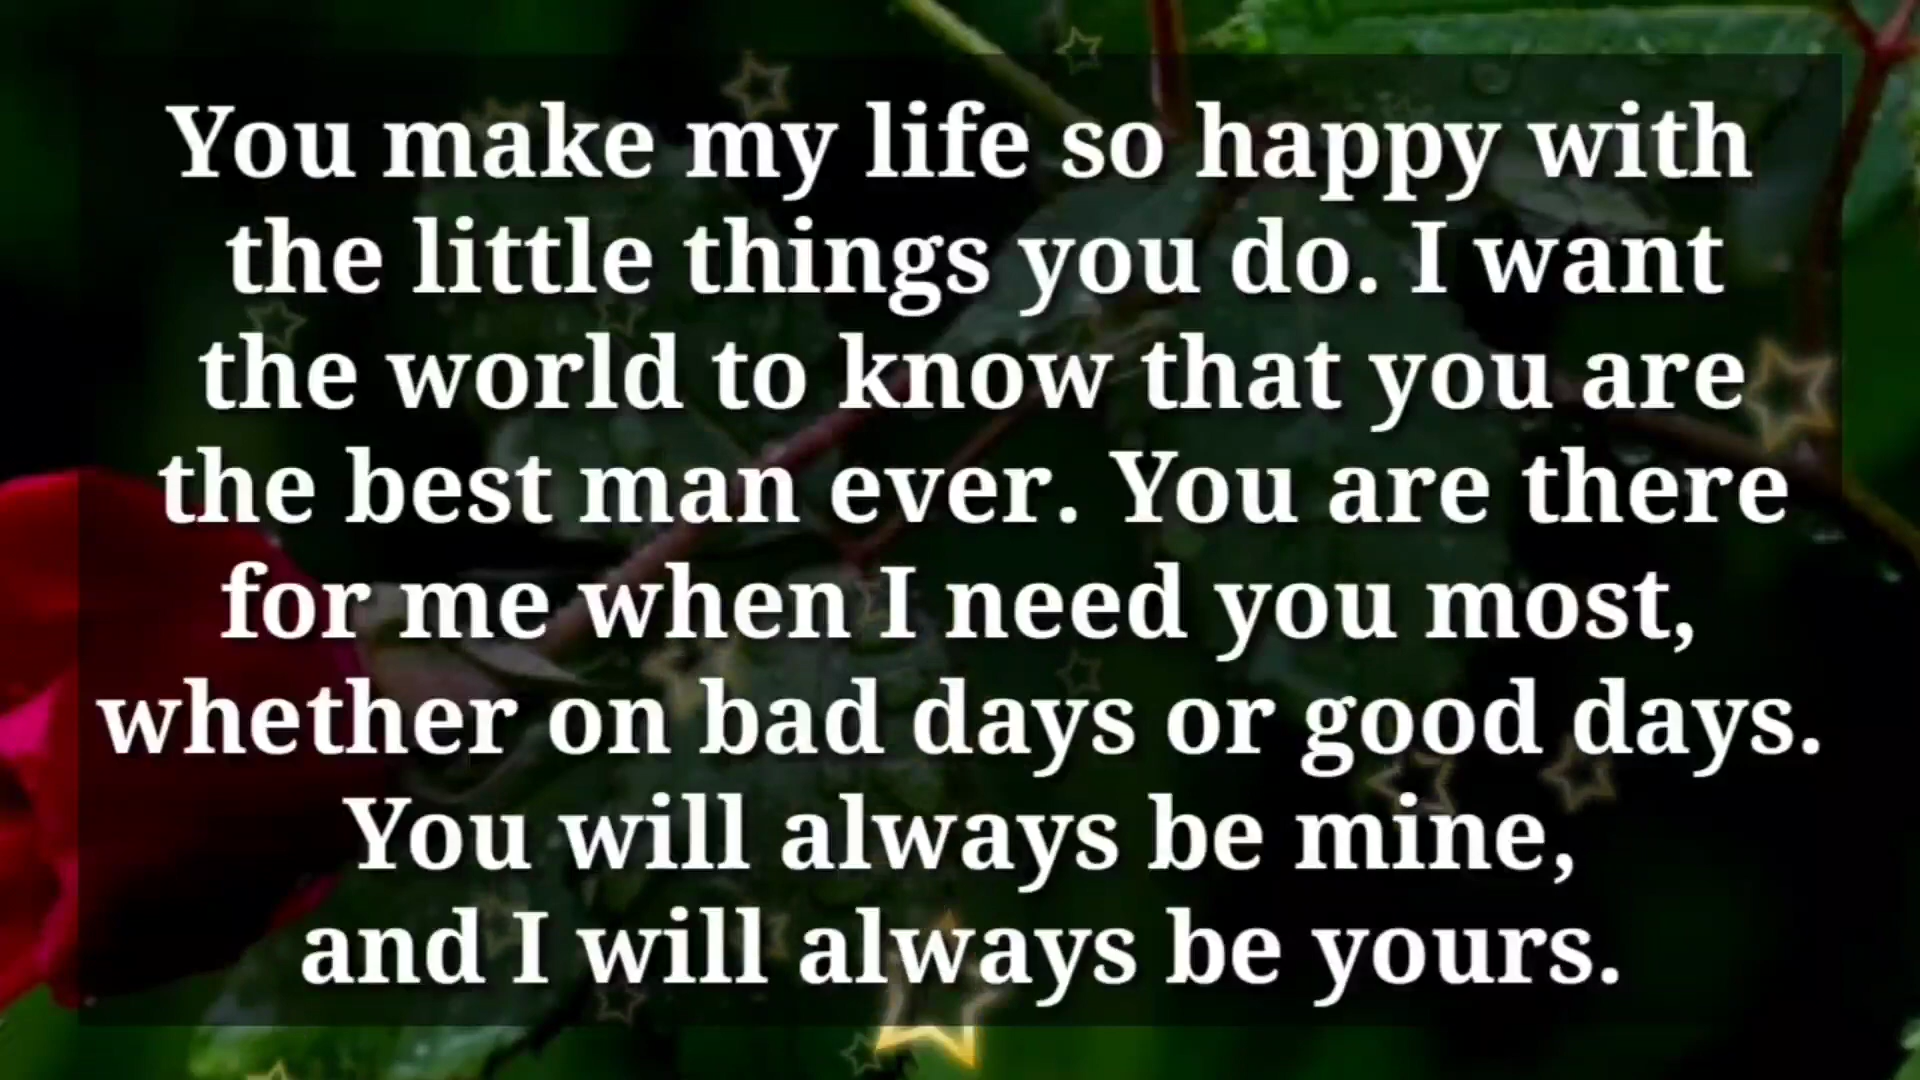 You make my life so happy with
the little things you do. I want
the world to know that you are
the best man ever. You are there
for me when I need you most,
whether on bad days or good days.
You will always be mine,
and I will always be yours.